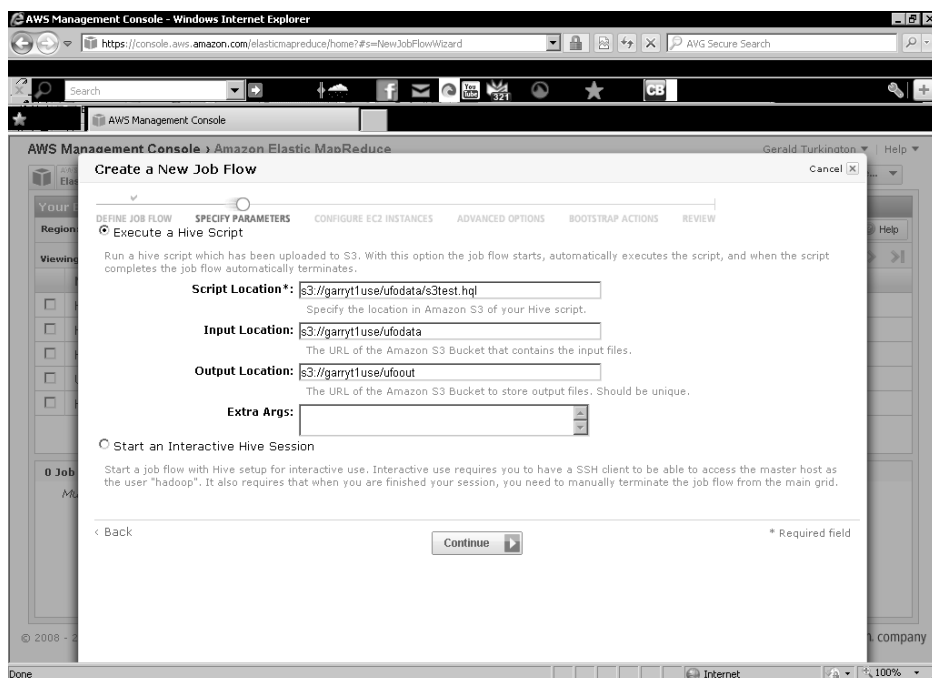 AWS Management Console - Windows Internet Explorer
https://console.aws.amazon.com/elasticmapreduce/home?#s=NewJobFlowWizard
AVG Secure Search
Search
f
You Tube
321
CB
AWS Management Console
AWS Management Console › Amazon Elastic MapReduce
Gerald Turkington
Help
Elas
Create a New Job Flow
Cancel
Your E
DEFINE JOB FLOW SPECIFY PARAMETERS CONFIGURE EC2 INSTANCES ADVANCED OPTIONS BOOTSTRAP ACTIONS REVIEW
Region:
Help
Execute a Hive Script
Viewing
Run a hive script which has been uploaded to S3. With this option the job flow starts, automatically executes the script, and when the script
completes the job flow automatically terminates.
Script Location*: s3://garryt1use/ufodata/s3test.hql
Specify the location in Amazon S3 of your Hive script.
Input Location: s3://garryt1use/ufodata
The URL of the Amazon S3 Bucket that contains the input files.
Output Location: s3://garryt1use/ufoout
The URL of the Amazon S3 Bucket to store output files. Should be unique.
Extra Args:
Start an Interactive Hive Session
0 Job
Start a job flow with Hive setup for interactive use. Interactive use requires you to have a SSH client to be able to access the master host as
the user "hadoop". It also requires that when you are finished your session, you need to manually terminate the job flow from the main grid.
Mu
‹ Back
Continue
* Required field
© 2008 - 2
n. company
Done
Internet
100%